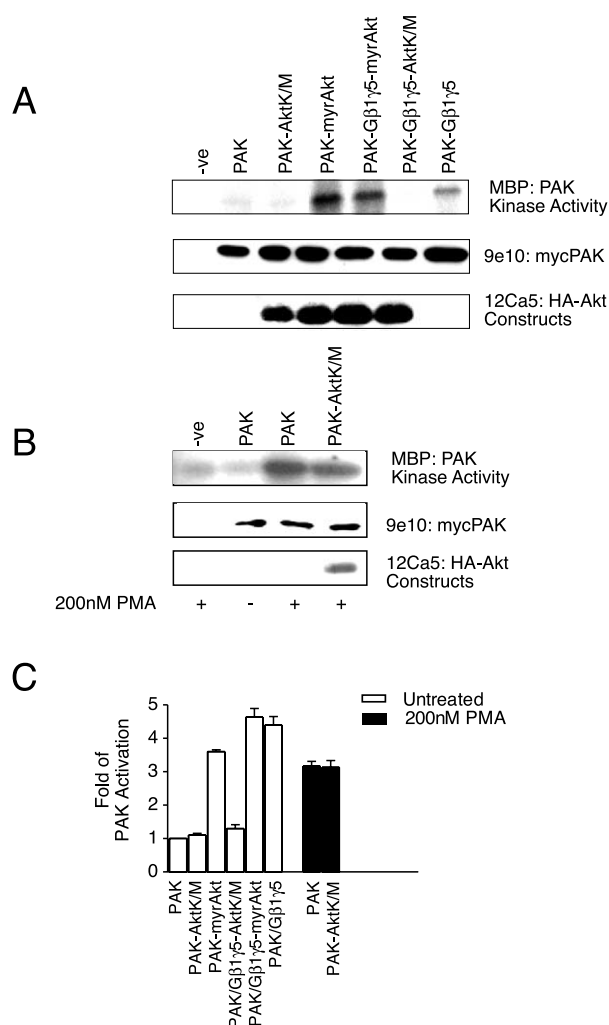 A
-ve
PAK
PAK-AktK/M
PAK-myrAkt
PAK-Gβ1γ5-myrAkt
PAK-Gβ1γ5-AktK/M
PAK-Gβ1γ5
MBP: PAK
Kinase Activity
9e10: mycPAK
12Ca5: HA-Akt
Constructs
B
-ve
PAK
PAK
PAK-AktK/M
MBP: PAK
Kinase Activity
9e10: mycPAK
12Ca5: HA-Akt
Constructs
200nM PMA + - + +
C
Untreated
200nM PMA
Fold of
PAK Activation
5
4
3
2
1
0
PAK
PAK-AktK/M
PAK-myrAkt
PAK/Gβ1γ5-AktK/M
PAK/Gβ1γ5-myrAkt
PAK/Gβ1γ5
PAK
PAK-AktK/M